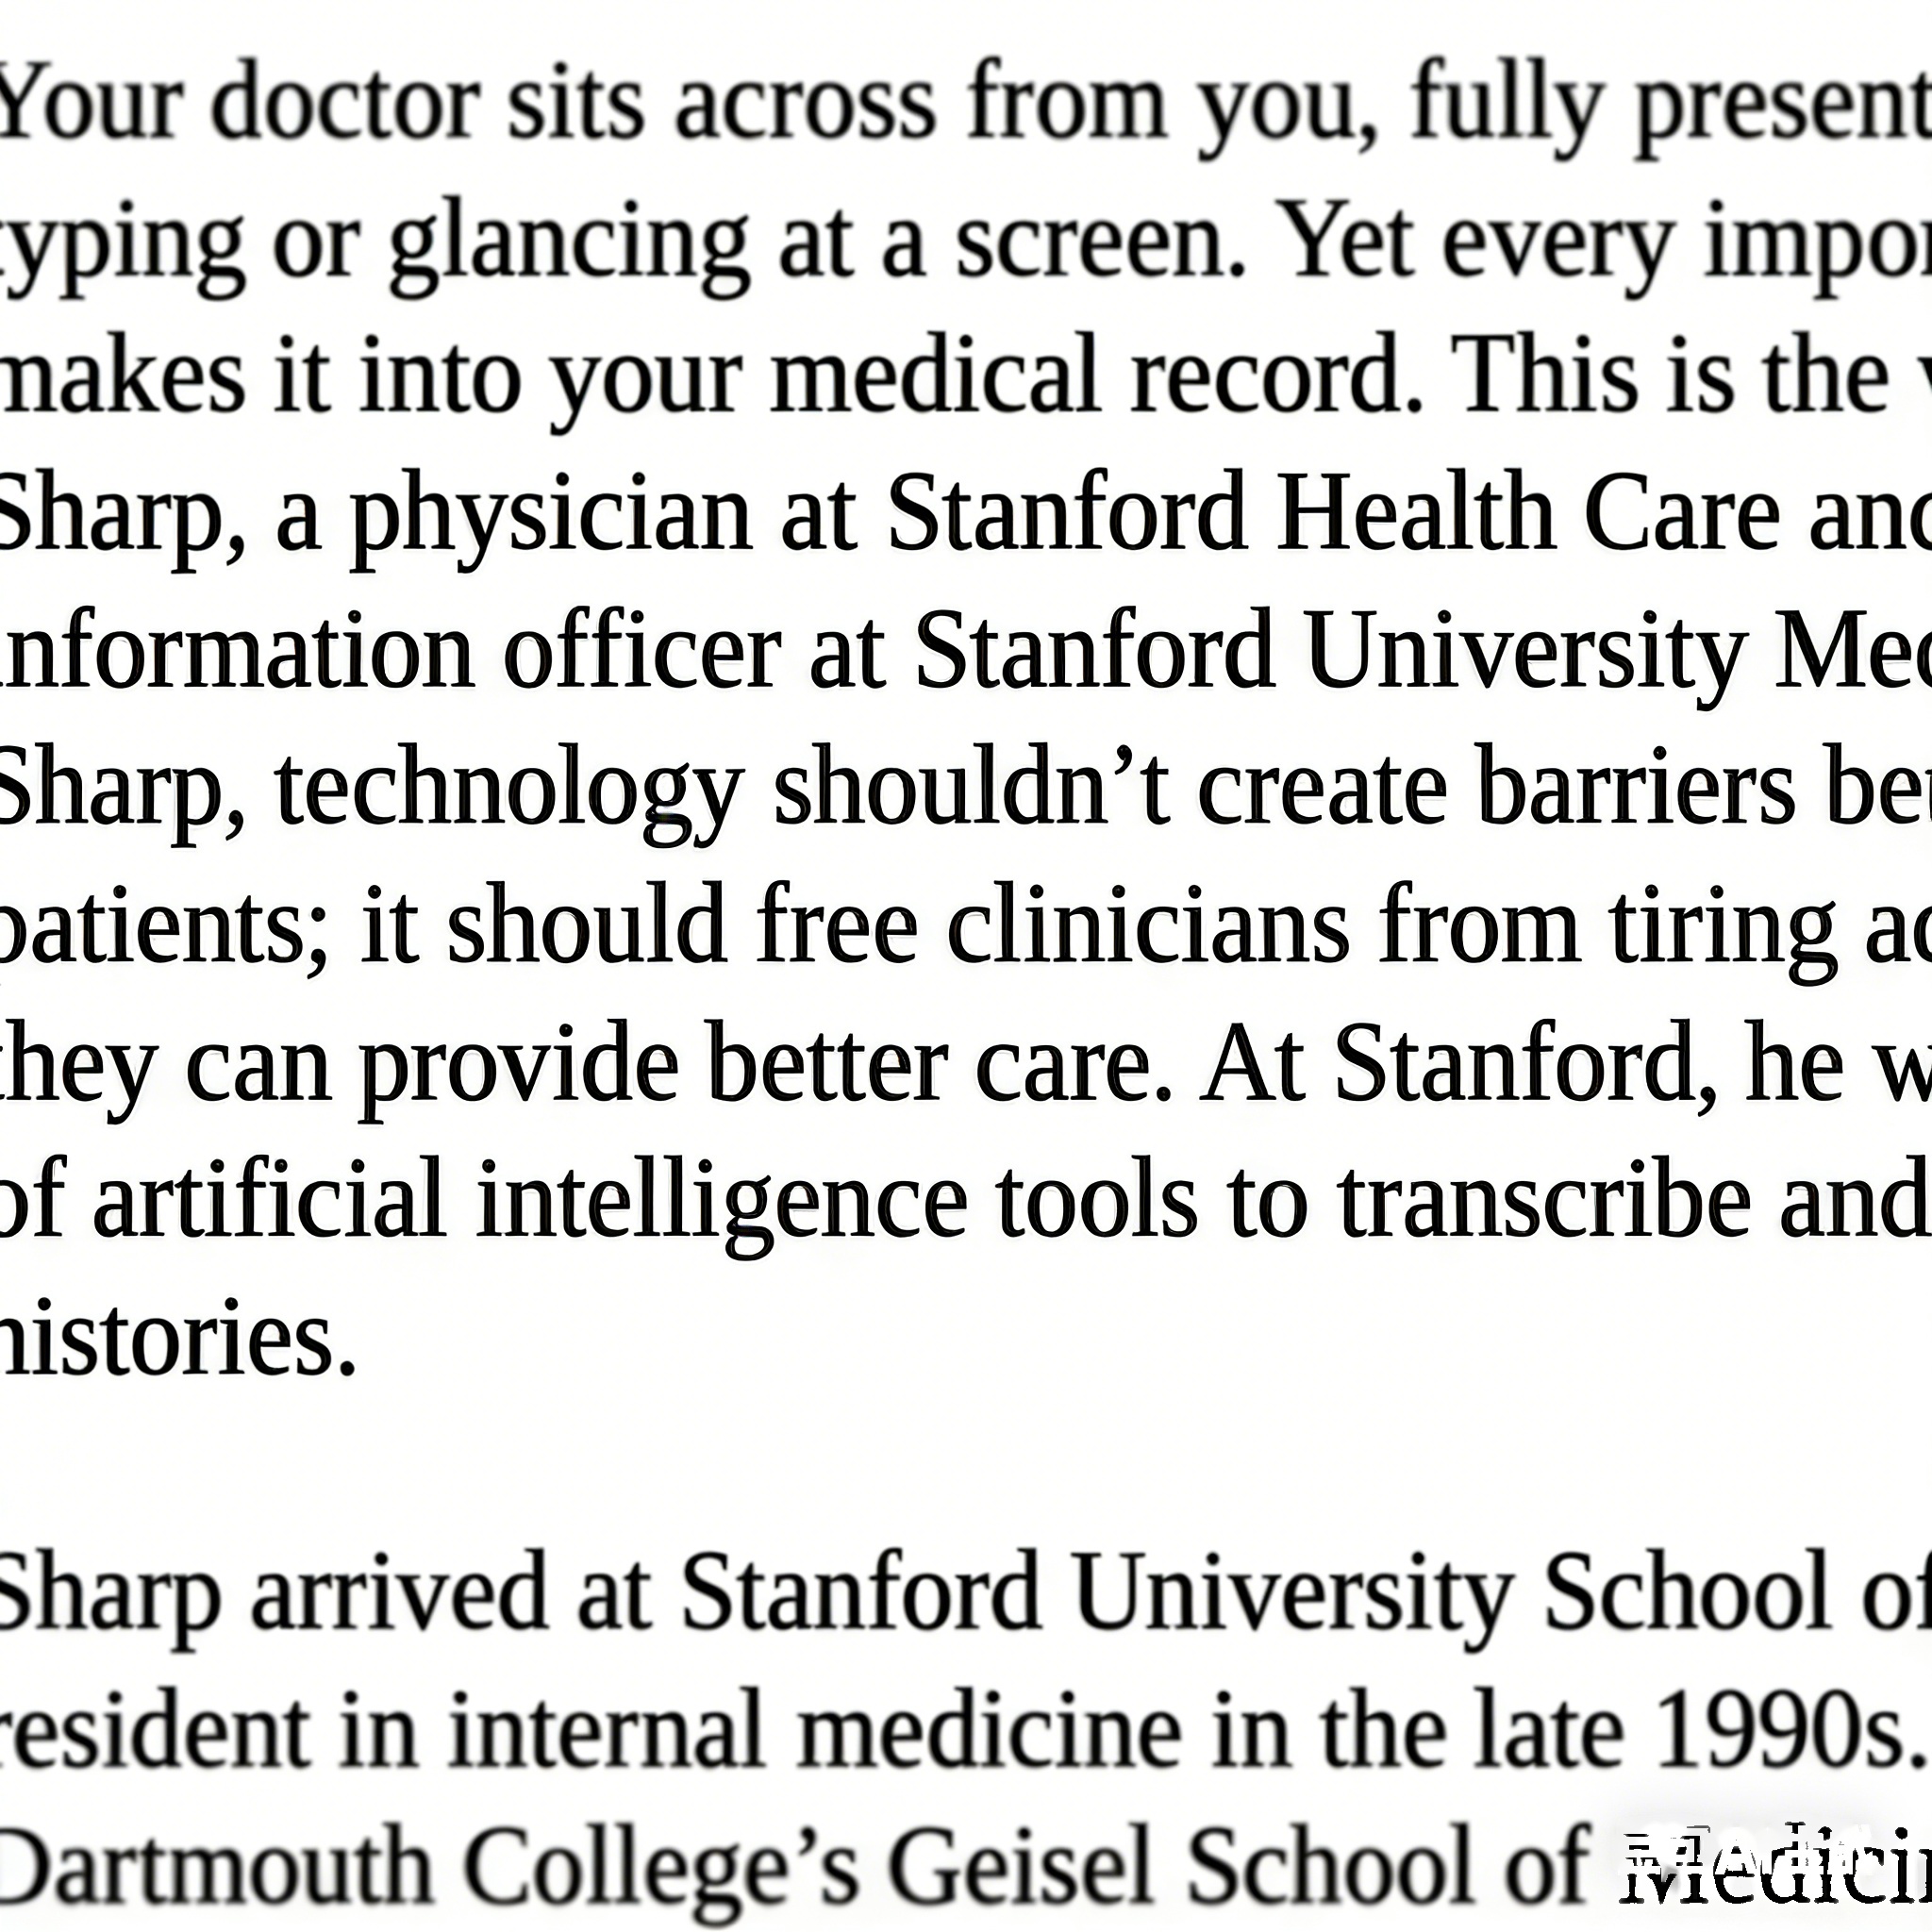 Your doctor sits across from you, fully present
typing or glancing at a screen. Yet every
makes it into your medical record. This is the
Sharp, a physician at Stanford Health Care and
information officer at Stanford University
Sharp, technology shouldn’t create barriers
patients; it should free clinicians from tiring
they can provide better care. At Stanford, he
of artificial intelligence tools to transcribe and
histories.
Sharp arrived at Stanford University School of
resident in internal medicine in the late 1990s.
Dartmouth College’s Geisel School of